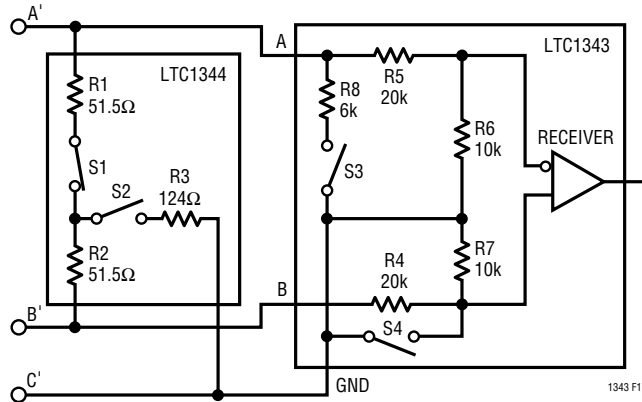 A'
A
LTC1344
LTC1343
R1
51.5Ω
R8
6k
R5
20k
R6
10k
RECEIVER
S1
S2
R3
124Ω
S3
R2
51.5Ω
R4
20k
R7
10k
B
B'
S4
C'
GND
1343 F1